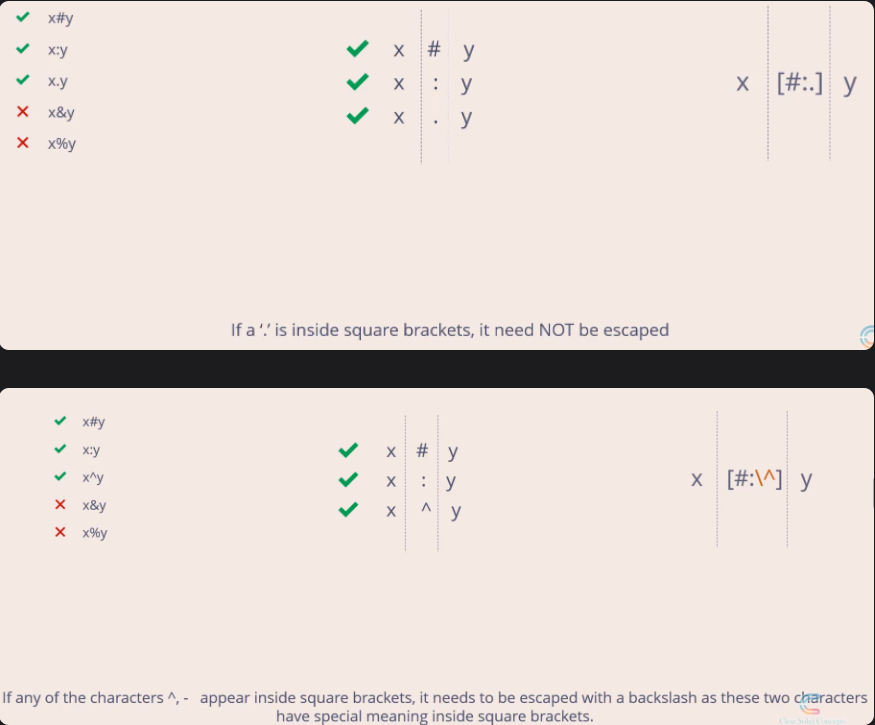 x#y
x:y
x.y
x&y
x%y
x # y
x : y
x . y
x [#:.] y
If a ‘.’ is inside square brackets, it need NOT be escaped
x#y
x:y
x^y
x&y
x%y
x # y
x : y
x ^ y
x [#:\^] y
If any of the characters ^, - appear inside square brackets, it needs to be escaped with a backslash as these two characters
have special meaning inside square brackets.